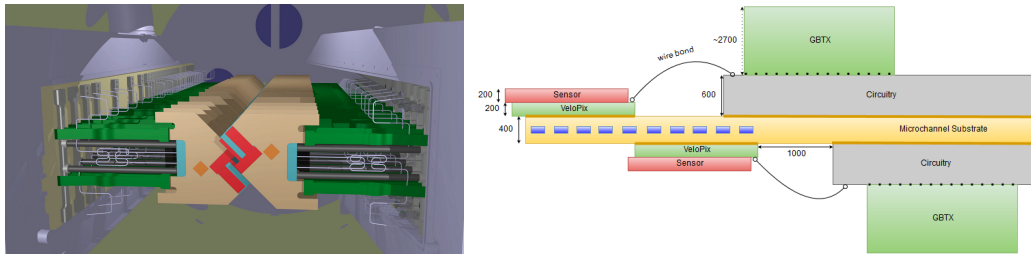 ~2700
GBTX
wire bond
200
Sensor
600
Circuitry
200
VeloPix
400
Microchannel Substrate
VeloPix
1000
Sensor
Circuitry
GBTX